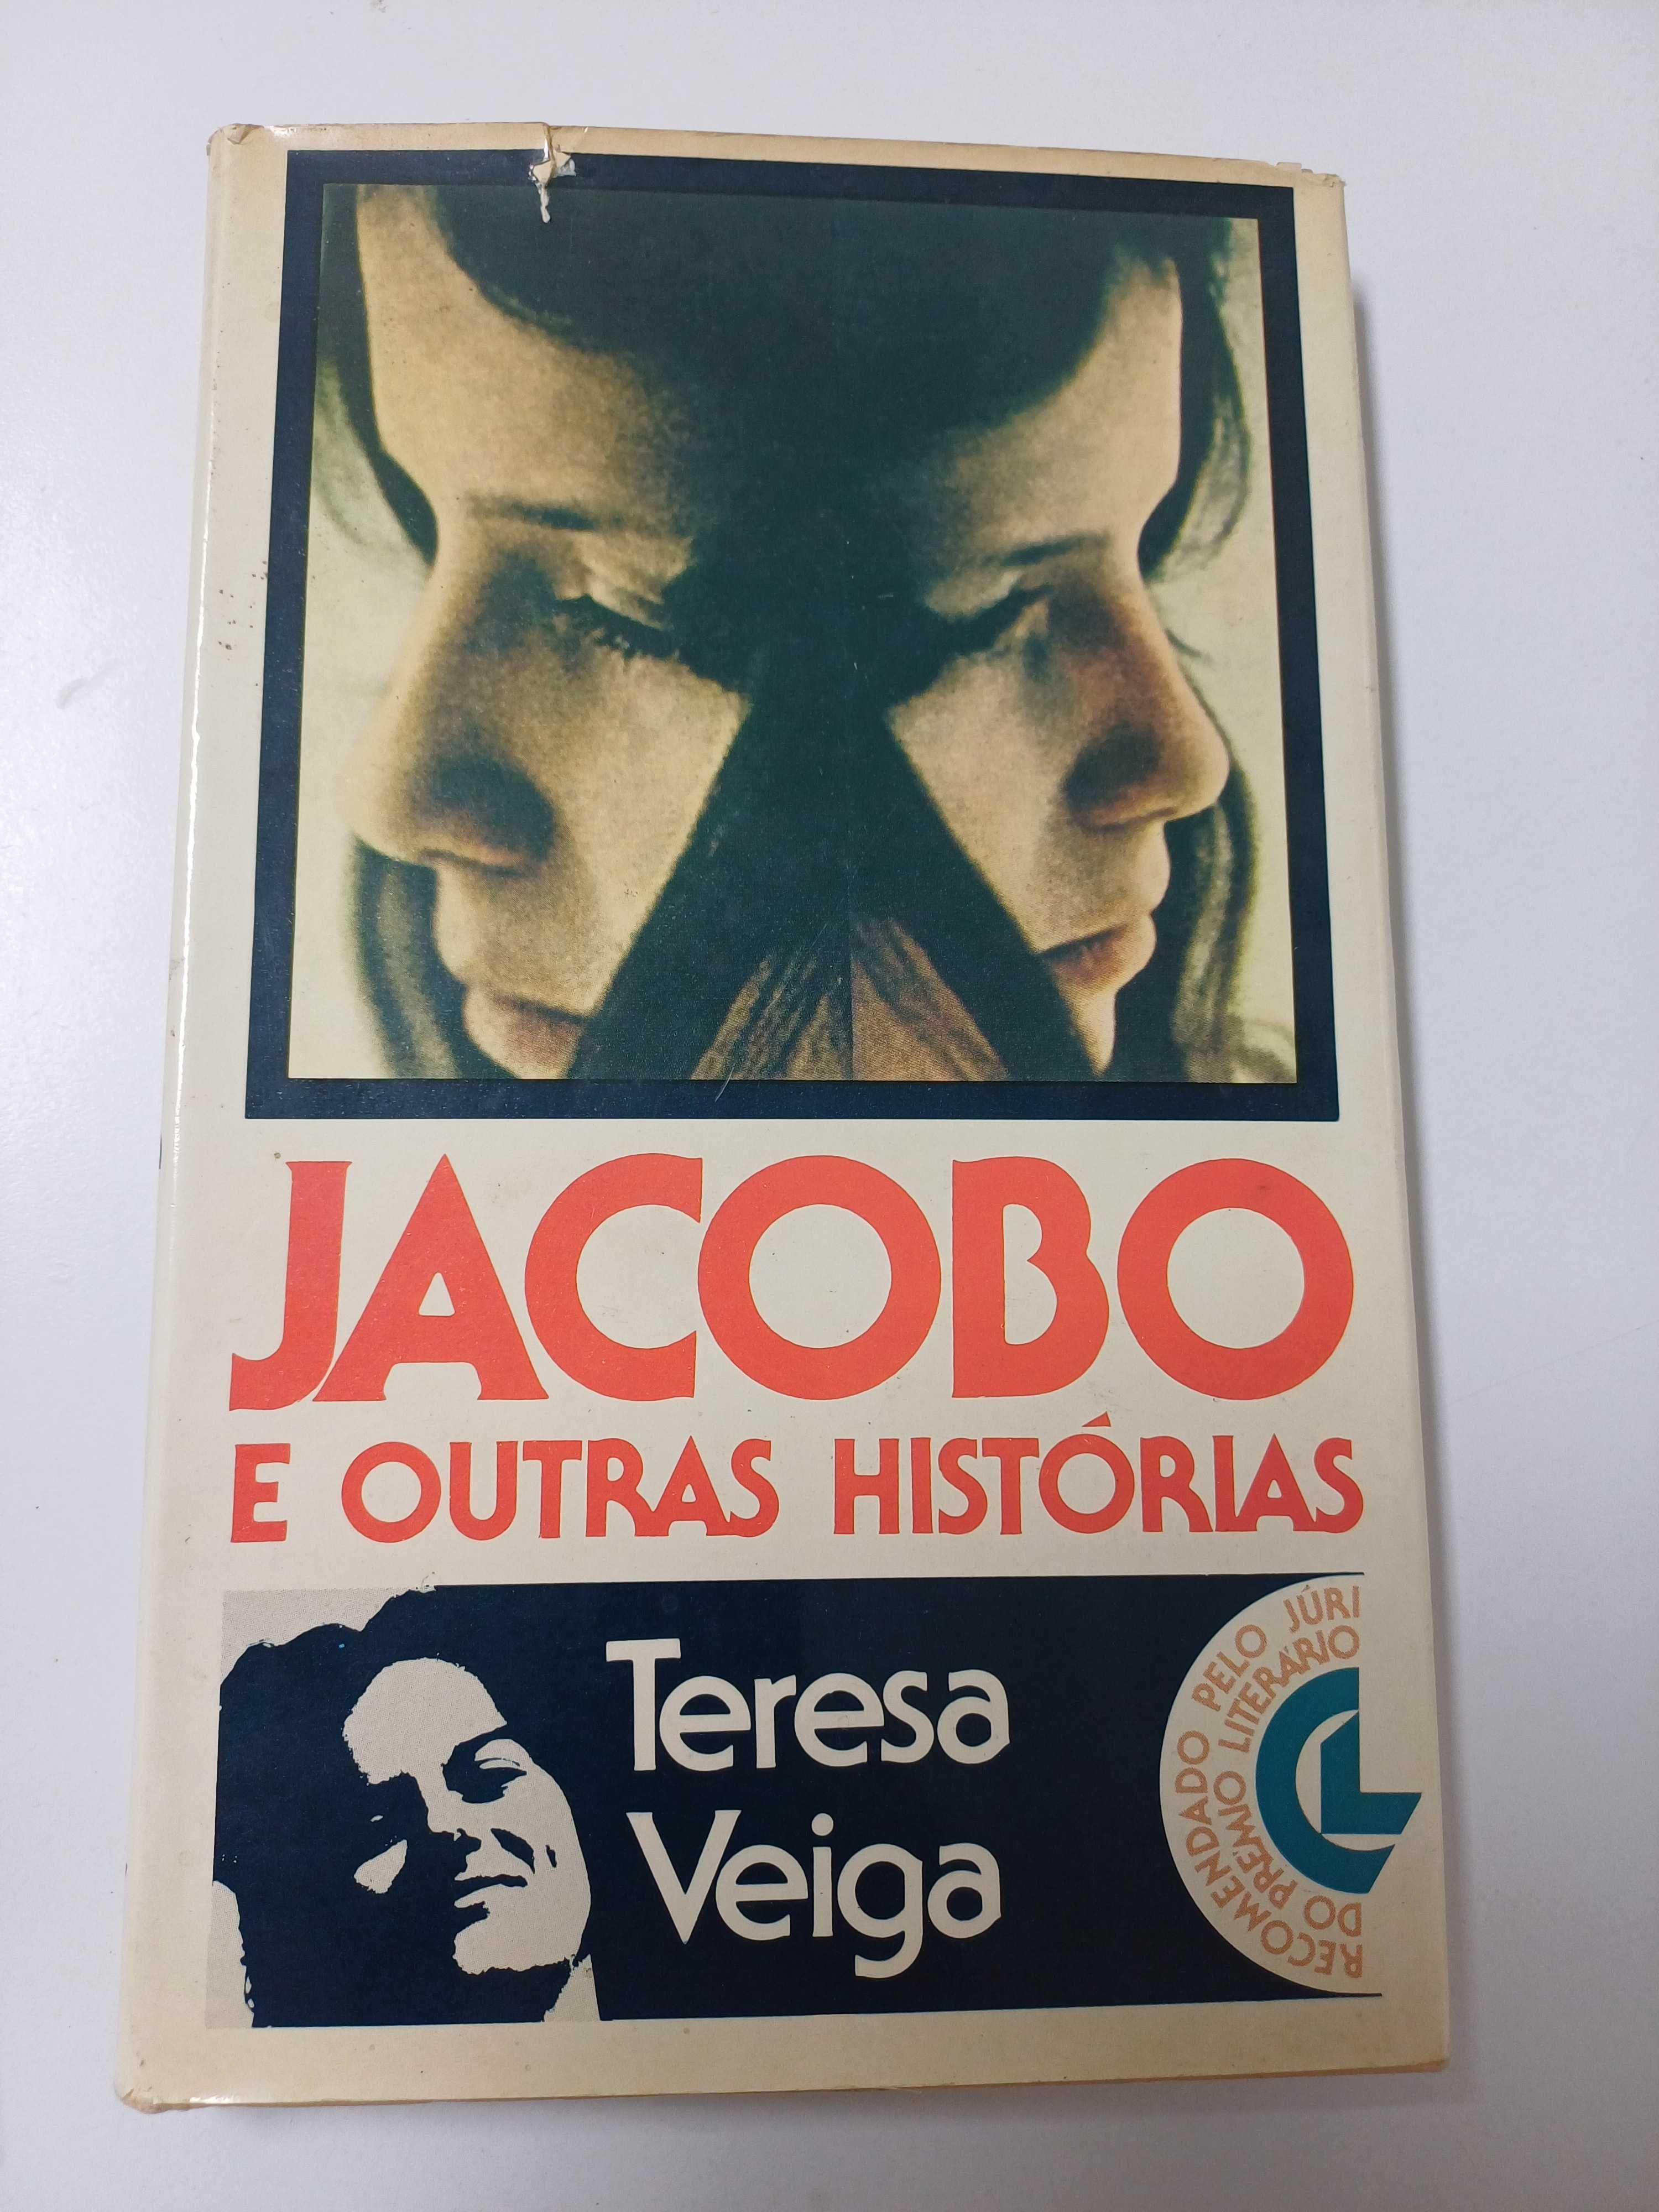 JACOBO
E OUTRAS HISTÓRIAS
Teresa
Veiga
RECOMENDADO PELO JÚRI
DO PRÉMIO LITERÁRIO
CL